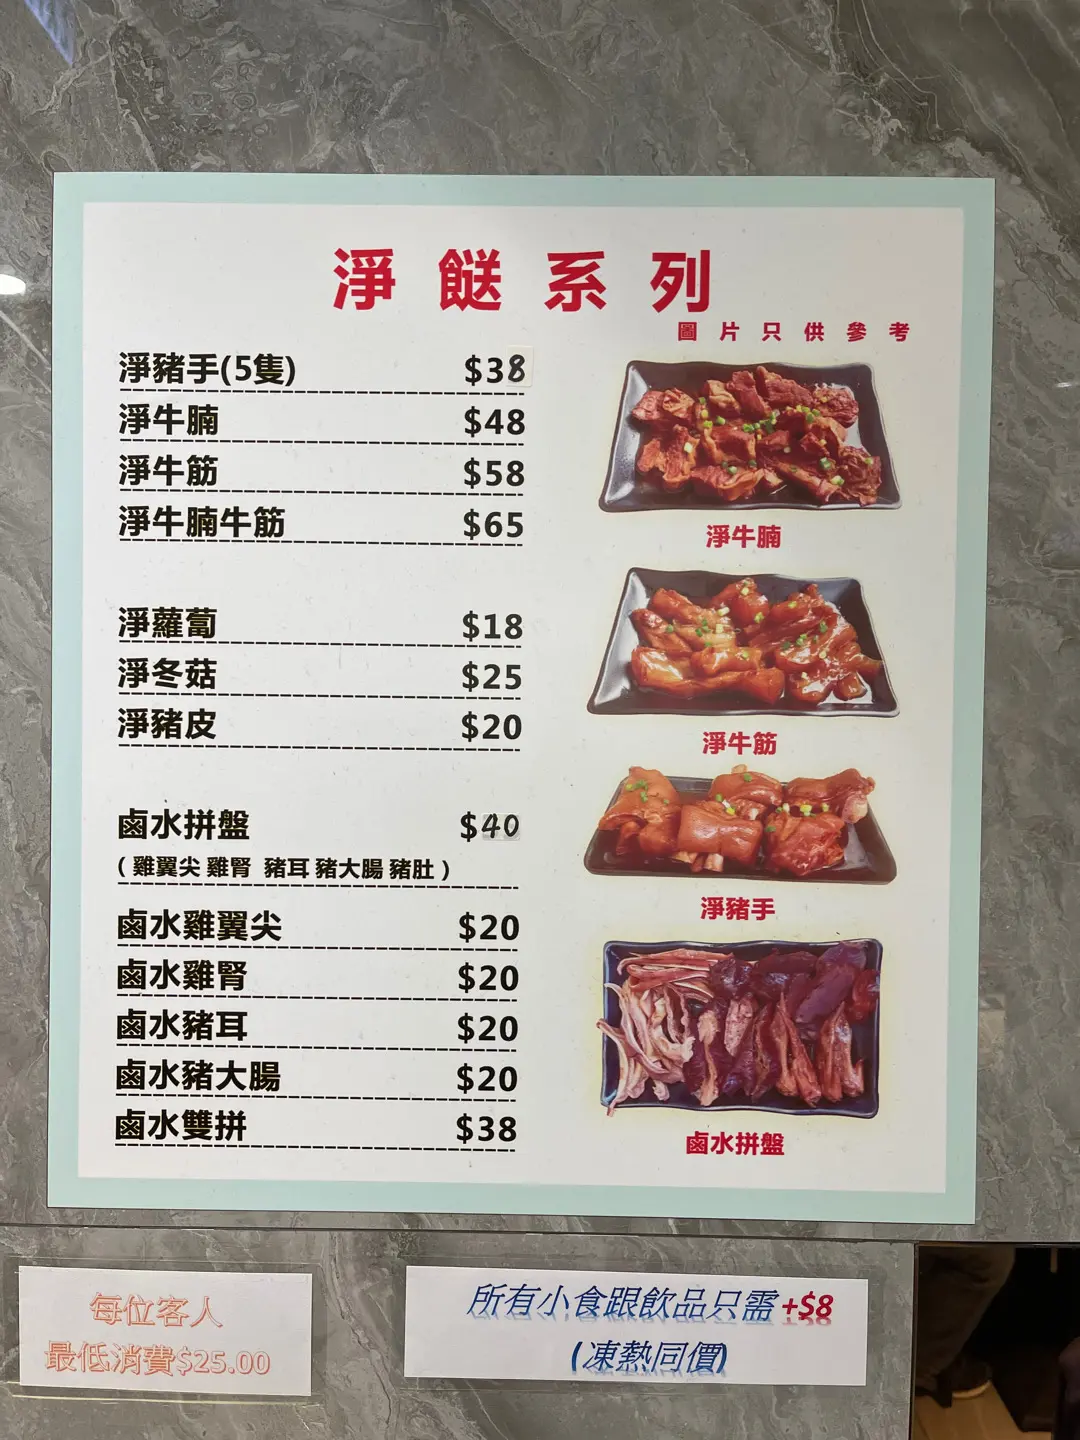 淨餸系列
圖片只供參考
淨豬手(5隻) $38
淨牛腩 $48
淨牛筋 $58
淨牛腩牛筋 $65
淨蘿蔔 $18
淨冬菇 $25
淨豬皮 $20
鹵水拼盤 $40
(雞翼尖 雞腎 豬耳 豬大腸 豬肚)
鹵水雞翼尖 $20
鹵水雞腎 $20
鹵水豬耳 $20
鹵水豬大腸 $20
鹵水雙拼 $38
淨牛腩
淨牛筋
淨豬手
鹵水拼盤
每位客人
最低消費$25.00
所有小食跟飲品只需+$8
(凍熱同價)